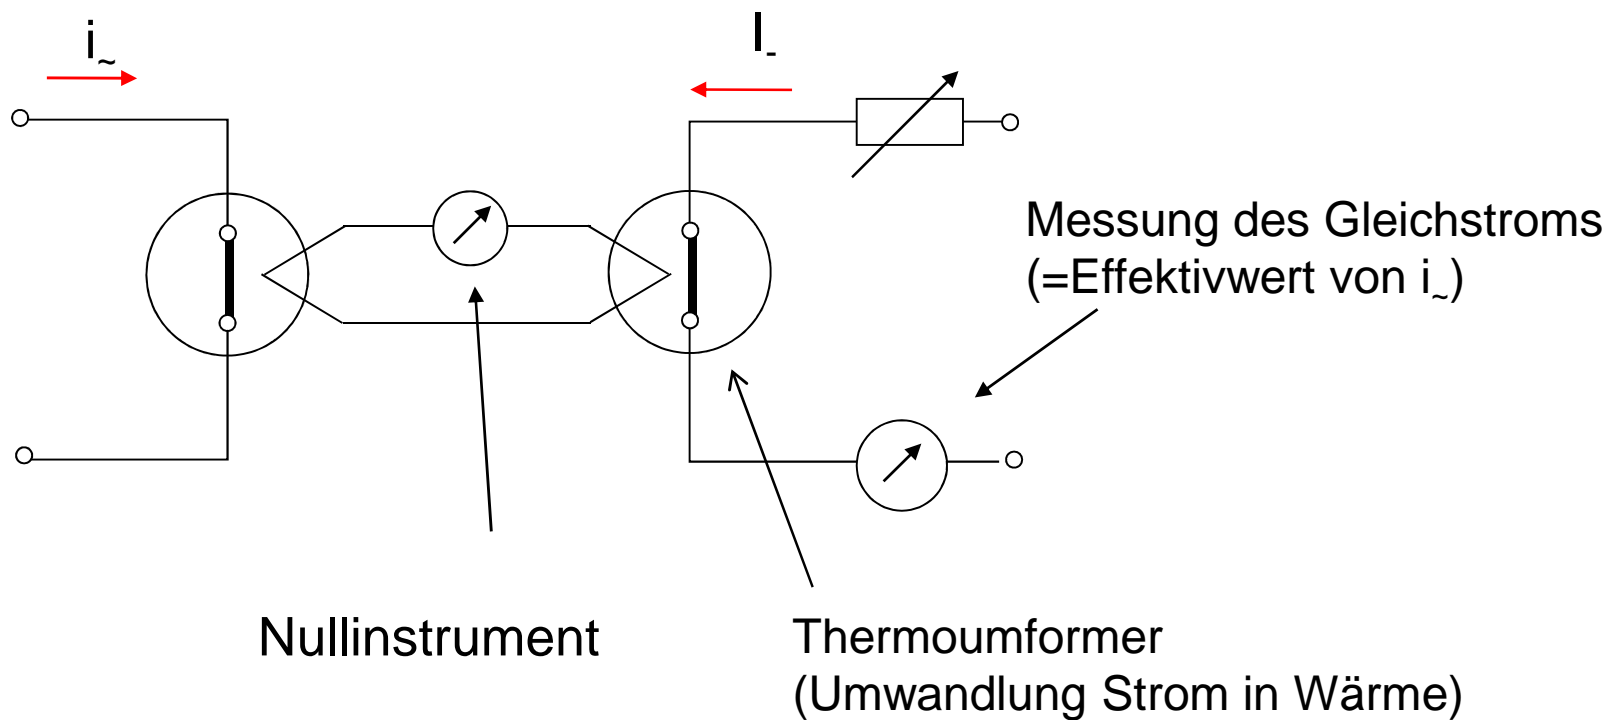 i~
I-
Messung des Gleichstroms
(=Effektivwert von i~)
Nullinstrument
Thermoumformer
(Umwandlung Strom in Wärme)